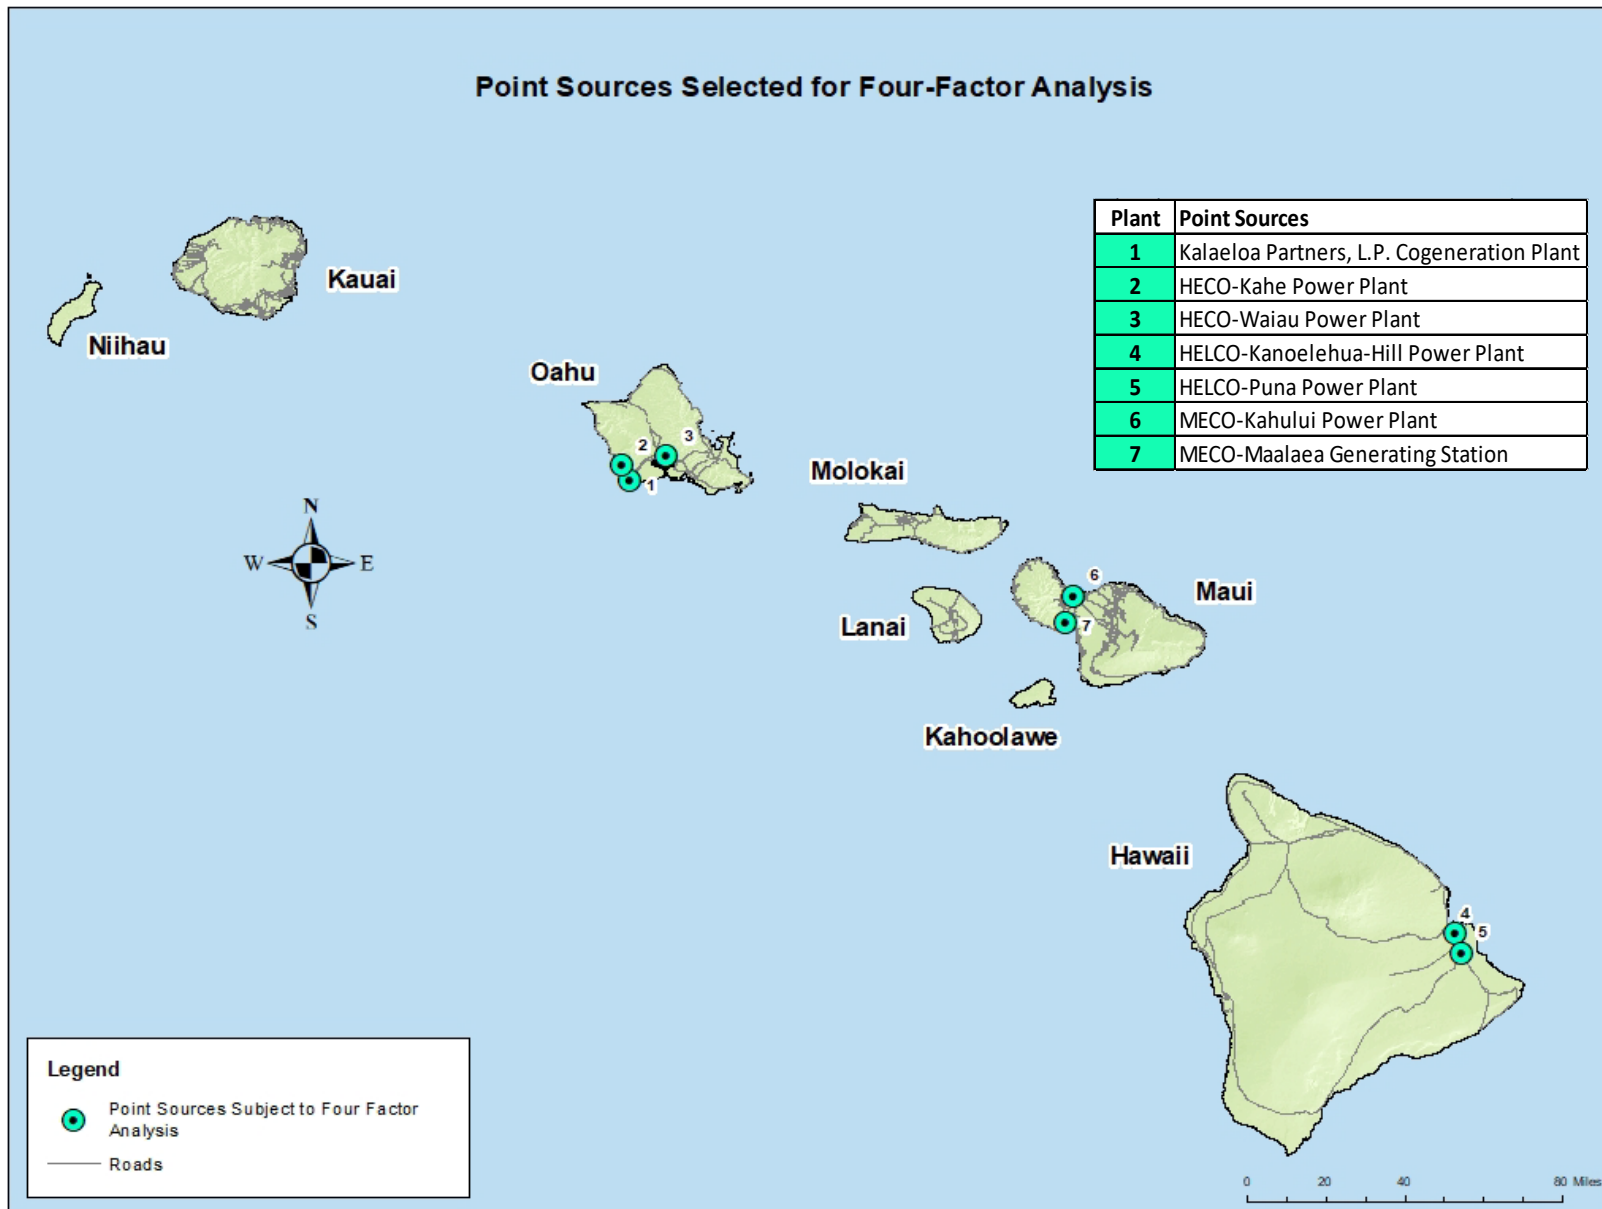 Point Sources Selected for Four-Factor Analysis
Plant Point Sources
1 Kalaeloa Partners, L.P. Cogeneration Plant
2 HECO-Kahe Power Plant
3 HECO-Waiau Power Plant
4 HELCO-Kanoelehua-Hill Power Plant
5 HELCO-Puna Power Plant
6 MECO-Kahului Power Plant
7 MECO-Maalaea Generating Station
Kauai
Niihau
Oahu
2
3
1
Molokai
N
W E
S
6
Maui
7
Lanai
Kahoolawe
Hawaii
4
5
Legend
Point Sources Subject to Four Factor
Analysis
Roads
0 20 40 80 Miles